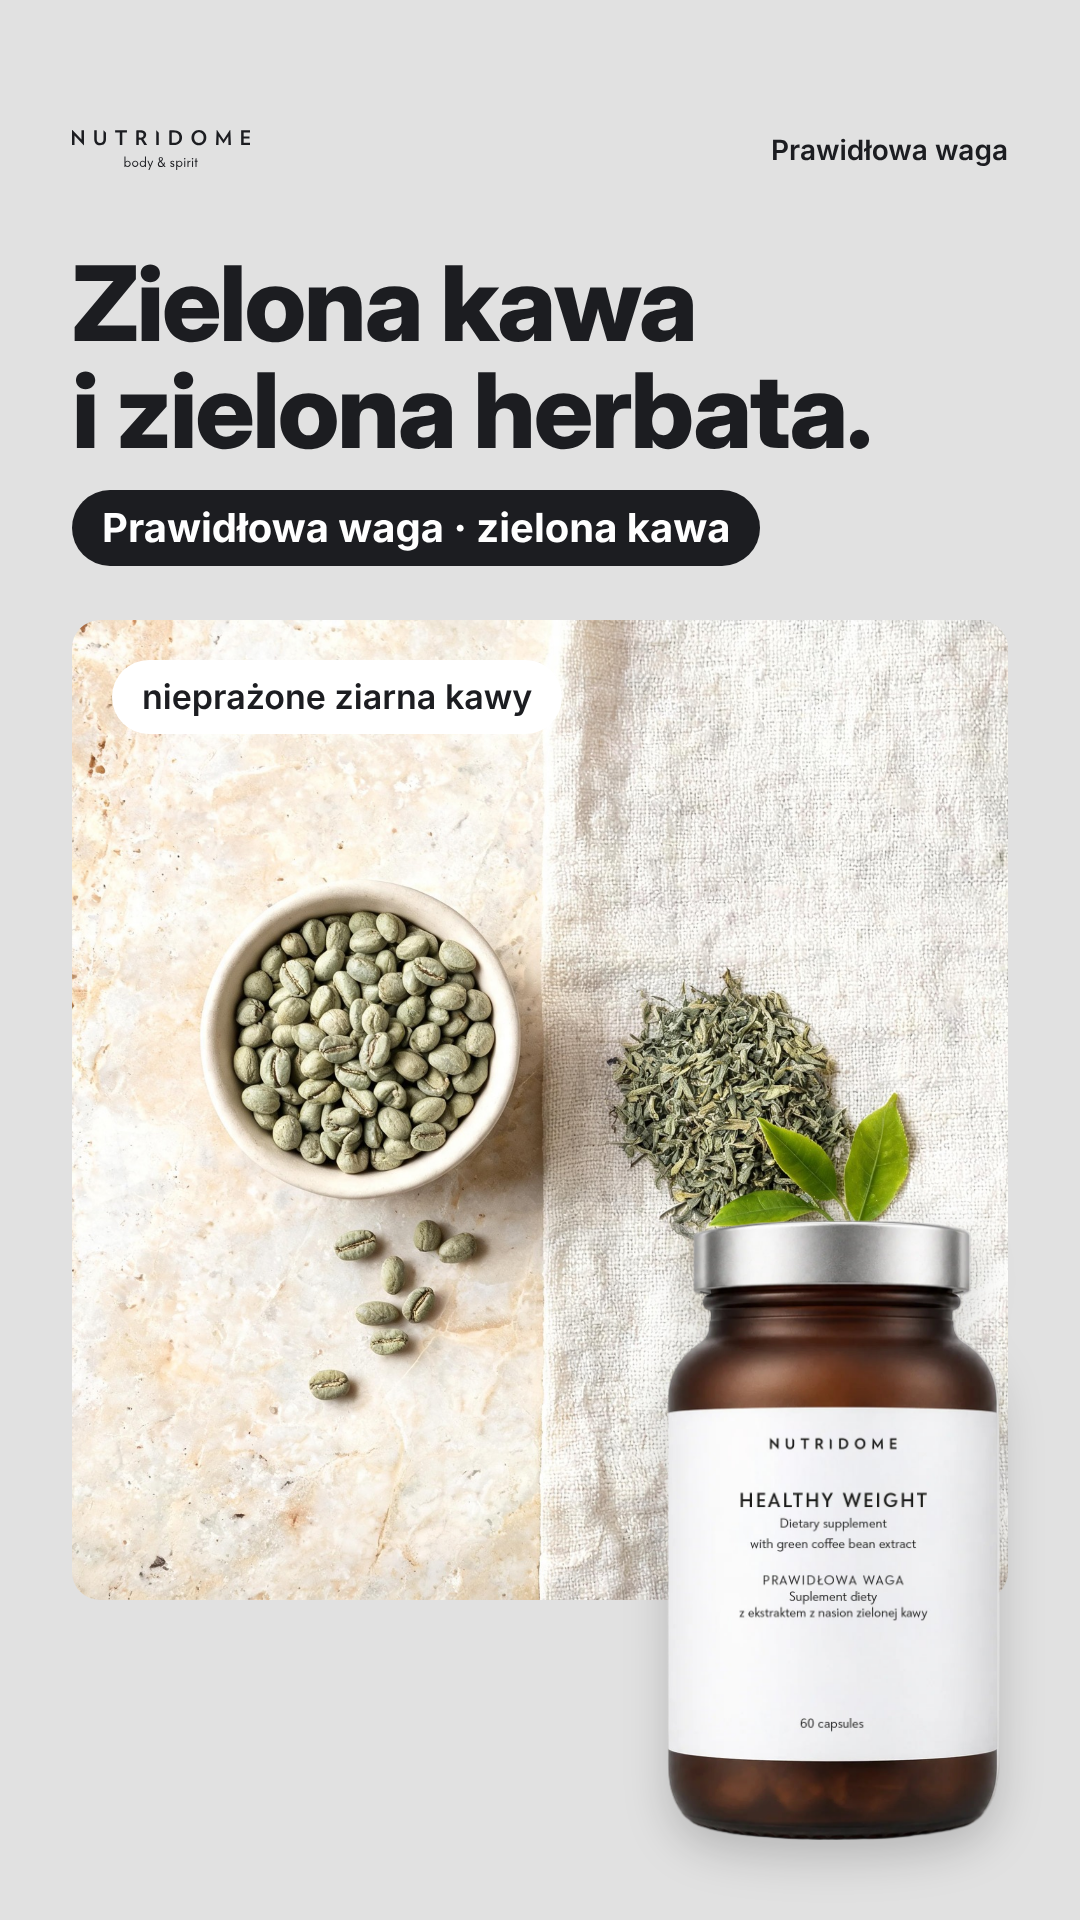 NUTRIDOME
body & spirit
Prawidłowa waga
Zielona kawa
i zielona herbata.
Prawidłowa waga · zielona kawa
nieprażone ziarna kawy
NUTRIDOME
HEALTHY WEIGHT
Dietary supplement
with green coffee bean extract
PRAWIDŁOWA WAGA
Suplement diety
z ekstraktem z nasion zielonej kawy
60 capsules